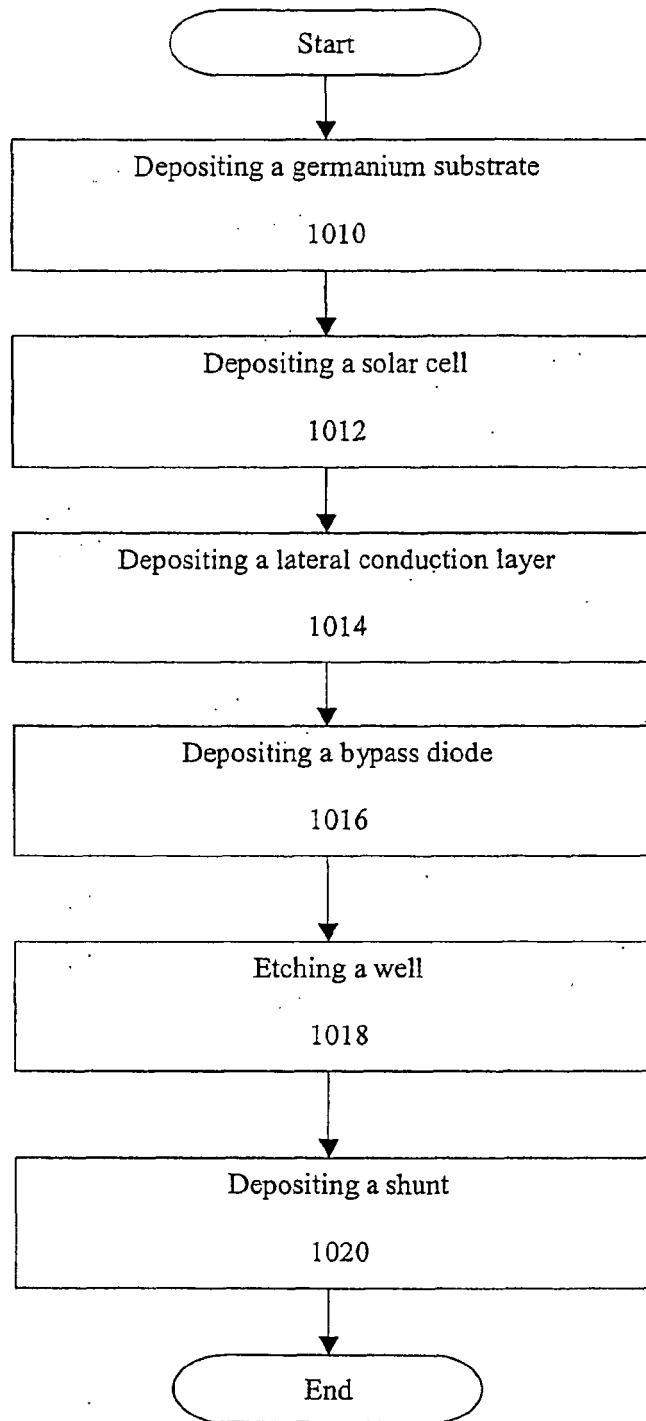 Start
Depositing a germanium substrate
1010
Depositing a solar cell
1012
Depositing a lateral conduction layer
1014
Depositing a bypass diode
1016
Etching a well
1018
Depositing a shunt
1020
End